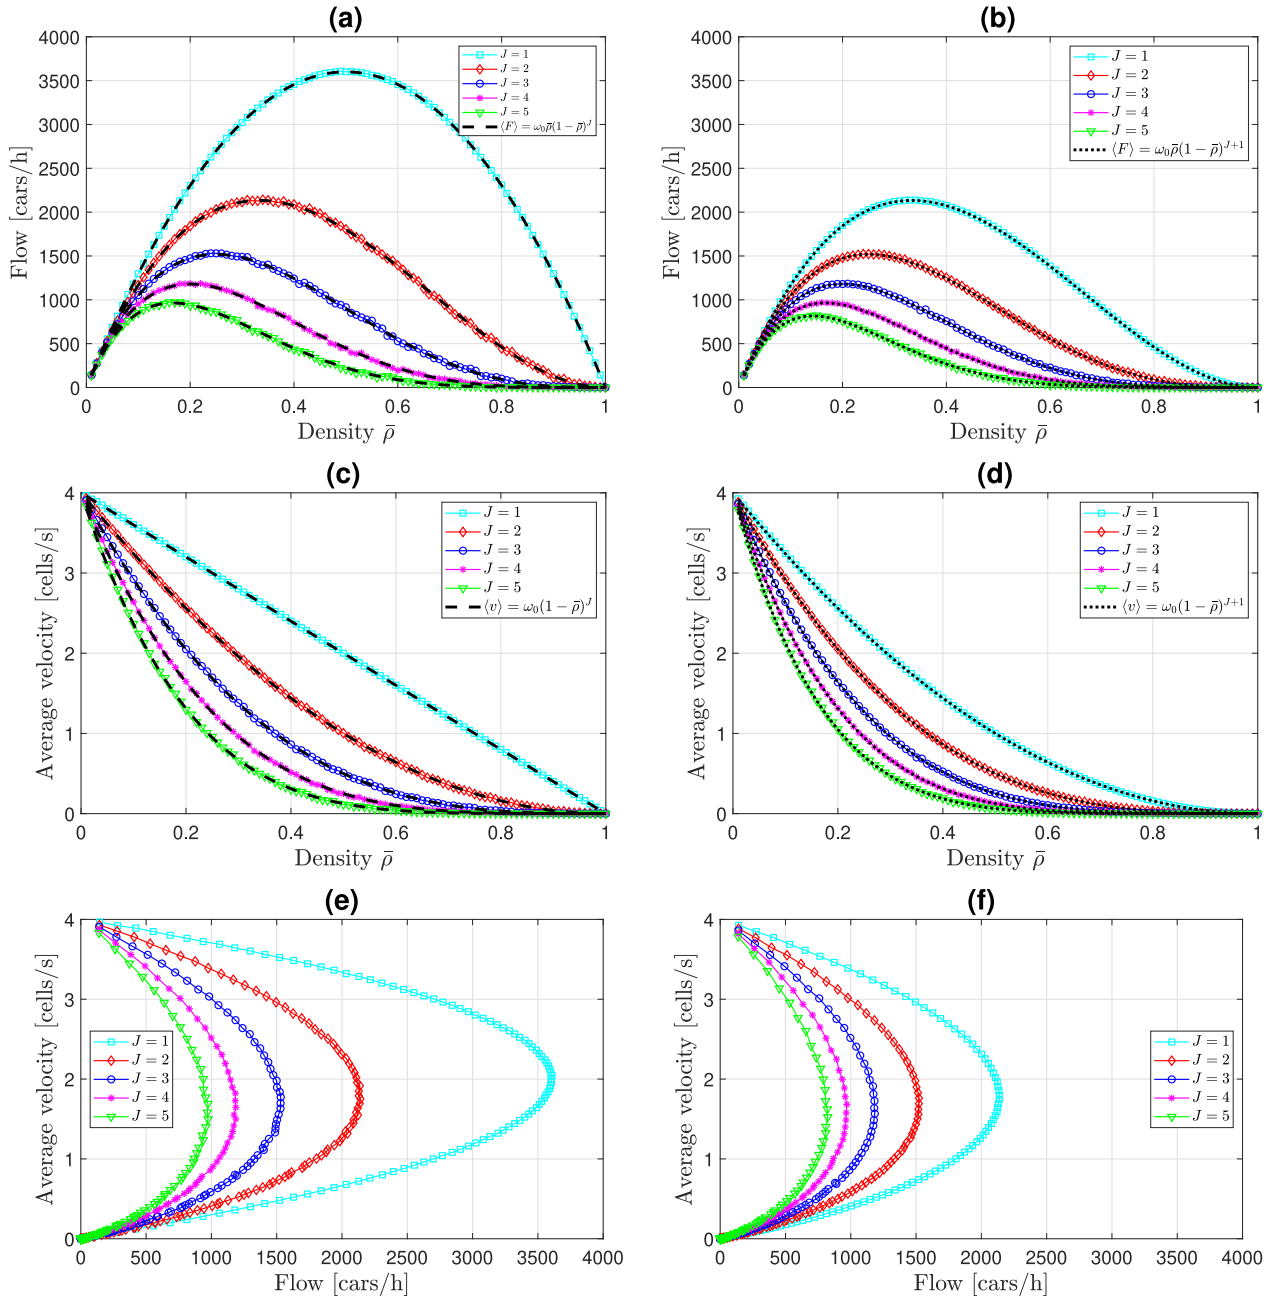 (a)
4000
3500
3000
2500
2000
1500
1000
500
0
Flow [cars/h]
0 0.2 0.4 0.6 0.8 1
Density ρ̄
J = 1
J = 2
J = 3
J = 4
J = 5
⟨F⟩ = ω₀ρ̄(1 − ρ̄)^J
(b)
4000
3500
3000
2500
2000
1500
1000
500
0
Flow [cars/h]
0 0.2 0.4 0.6 0.8 1
Density ρ̄
J = 1
J = 2
J = 3
J = 4
J = 5
⟨F⟩ = ω₀ρ̄(1 − ρ̄)^{J+1}
(c)
4
3
2
1
0
Average velocity [cells/s]
0 0.2 0.4 0.6 0.8 1
Density ρ̄
J = 1
J = 2
J = 3
J = 4
J = 5
⟨v⟩ = ω₀(1 − ρ̄)^J
(d)
4
3
2
1
0
Average velocity [cells/s]
0 0.2 0.4 0.6 0.8 1
Density ρ̄
J = 1
J = 2
J = 3
J = 4
J = 5
⟨v⟩ = ω₀(1 − ρ̄)^{J+1}
(e)
4
3
2
1
0
Average velocity [cells/s]
J = 1
J = 2
J = 3
J = 4
J = 5
0 500 1000 1500 2000 2500 3000 3500 4000
Flow [cars/h]
(f)
4
3
2
1
0
Average velocity [cells/s]
J = 1
J = 2
J = 3
J = 4
J = 5
0 500 1000 1500 2000 2500 3000 3500 4000
Flow [cars/h]